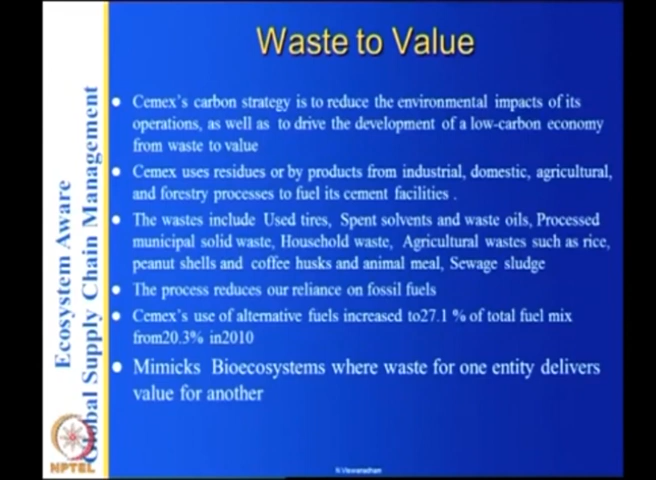 Waste to Value
Cemex's carbon strategy is to reduce the environmental impacts of its
operations, as well as to drive the development of a low-carbon economy
from waste to value
Cemex uses residues or by products from industrial, domestic, agricultural,
and forestry processes to fuel its cement facilities .
The wastes include Used tires, Spent solvents and waste oils, Processed
municipal solid waste, Household waste, Agricultural wastes such as rice,
peanut shells and coffee husks and animal meal, Sewage sludge
The process reduces our reliance on fossil fuels
Cemex's use of alternative fuels increased to27.1 % of total fuel mix
from20.3% in2010
Mimicks Bioecosystems where waste for one entity delivers
value for another
Ecosystem Aware
Global Supply Chain Management
NPTEL
N.Viswanadham